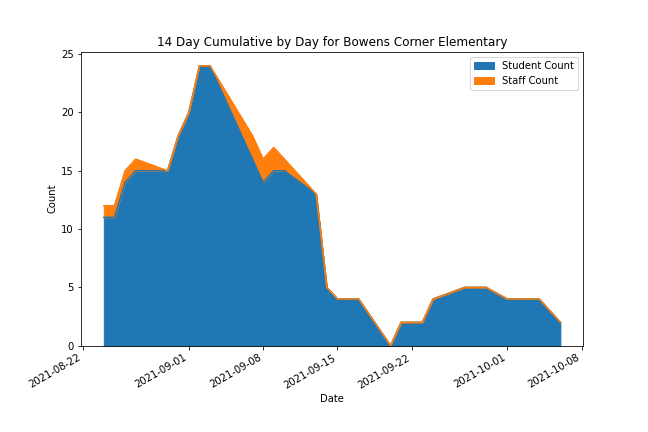 14 Day Cumulative by Day for Bowens Corner Elementary
25
20
15
10
5
0
Count
Student Count
Staff Count
2021-08-22
2021-09-01
2021-09-08
2021-09-15
2021-09-22
2021-10-01
2021-10-08
Date